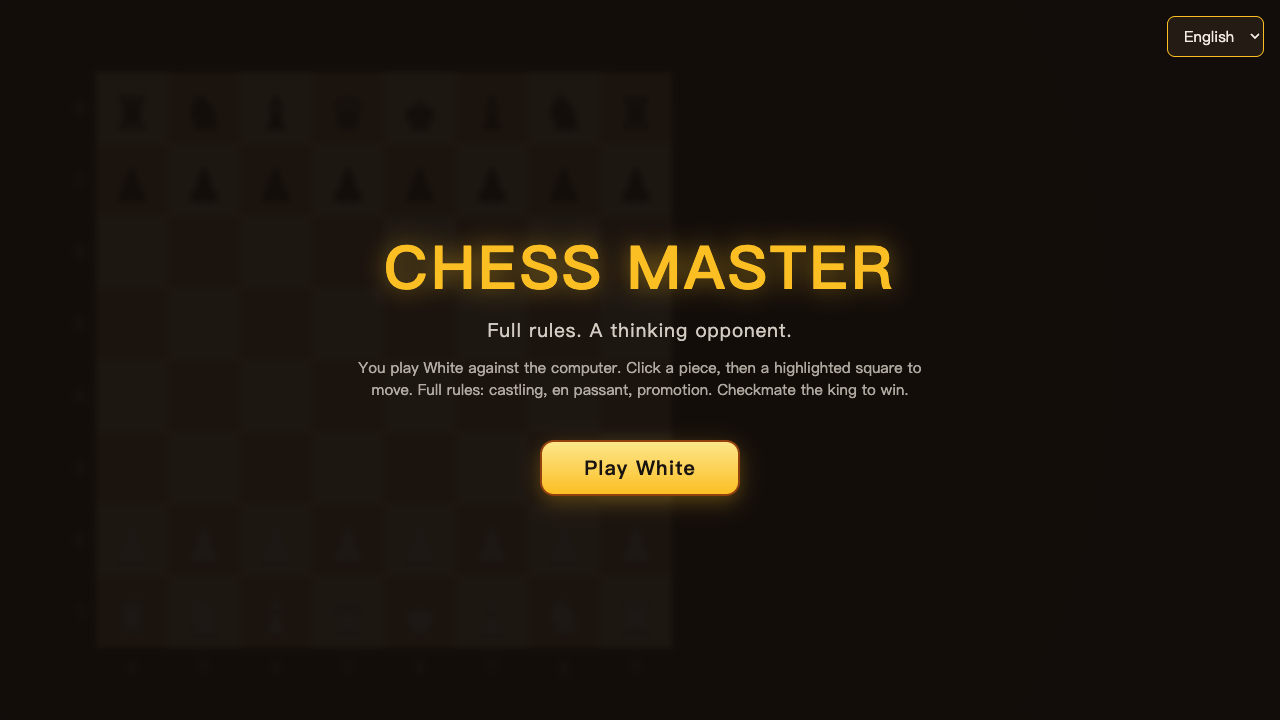 English
CHESS MASTER
Full rules. A thinking opponent.
You play White against the computer. Click a piece, then a highlighted square to
move. Full rules: castling, en passant, promotion. Checkmate the king to win.
Play White